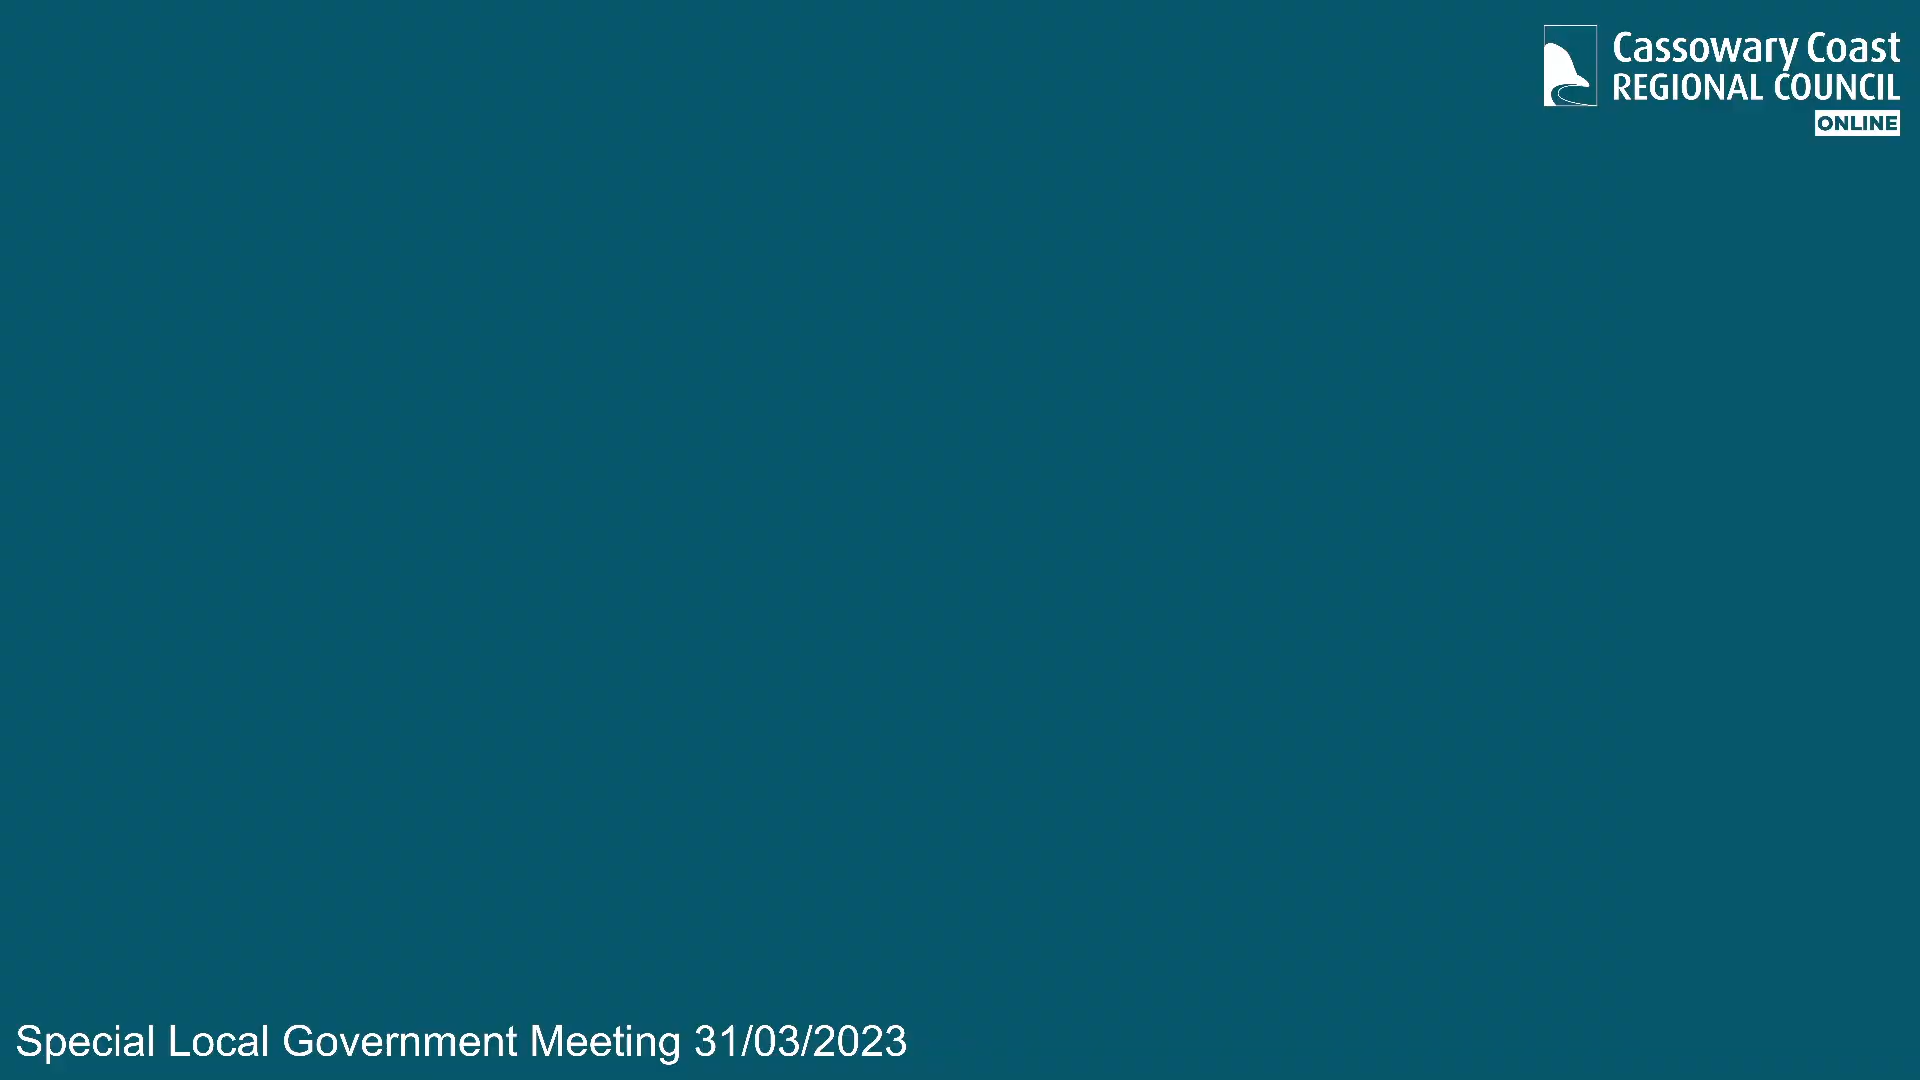 Cassowary Coast
REGIONAL COUNCIL
ONLINE
Special Local Government Meeting 31/03/2023